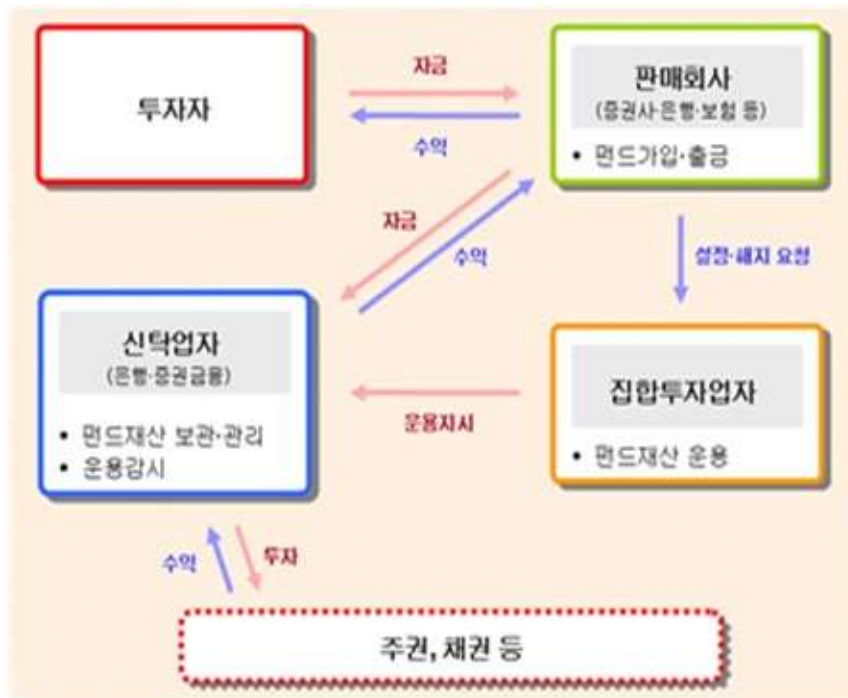 자금
투자자
판매회사
(증권사·은행·보험 등)
수익
• 펀드가입·출금
자금
수익
설정·해지 요청
신탁업자
(은행·증권금융)
• 펀드재산 보관·관리
• 운용감시
운용지시
집합투자업자
• 펀드재산 운용
수익
투자
주권, 채권 등